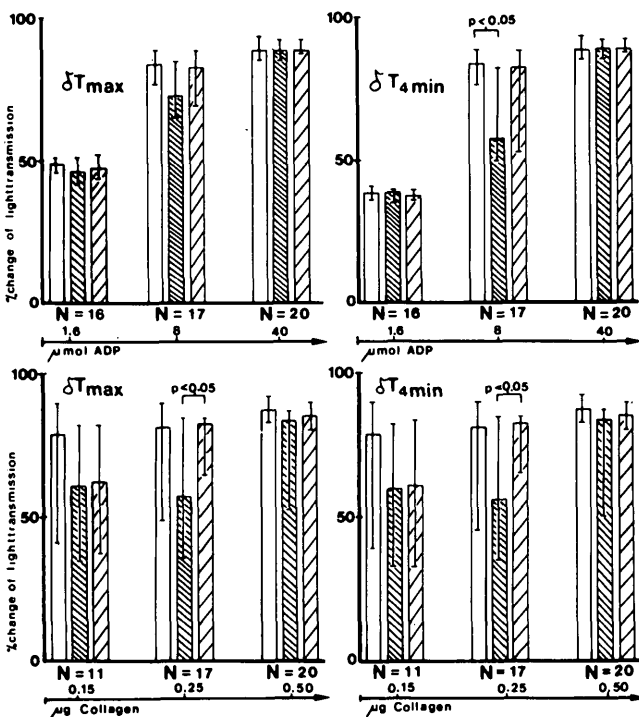 100
δTmax
50
0
%change of lighttransmission
N = 16
N = 17
N = 20
1.6
8
40
μmol ADP
100
p<0.05
δT4min
50
0
N = 16
N = 17
N = 20
1.6
8
40
μmol ADP
100
δTmax
p<0.05
50
0
%change of lighttransmission
N = 11
N = 17
N = 20
0,15
0,25
0,50
μg Collagen
100
δT4min
p<0.05
50
0
N = 11
N = 17
N = 20
0,15
0,25
0,50
μg Collagen